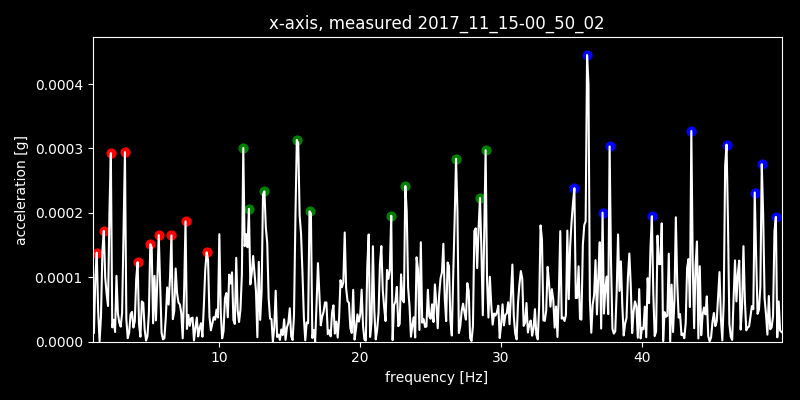 x-axis, measured 2017_11_15-00_50_02
acceleration [g]
0.0004
0.0003
0.0002
0.0001
0.0000
10 20 30 40
frequency [Hz]